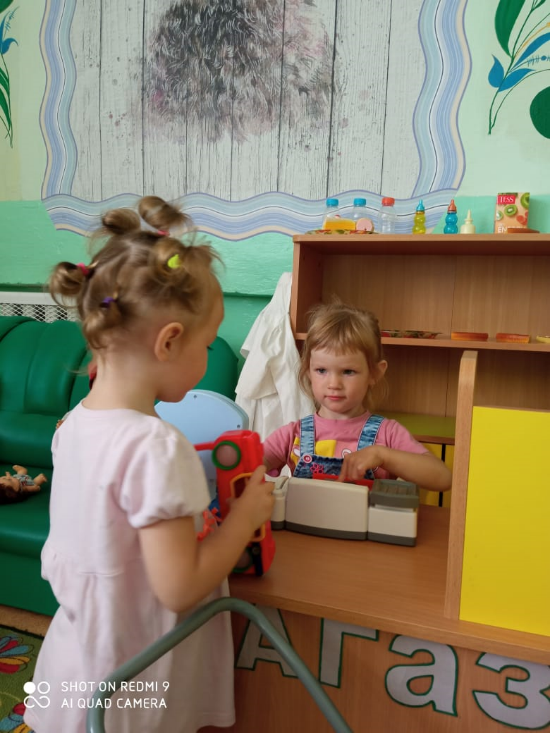 TESS
АГаз
SHOT ON REDMI 9
AI QUAD CAMERA